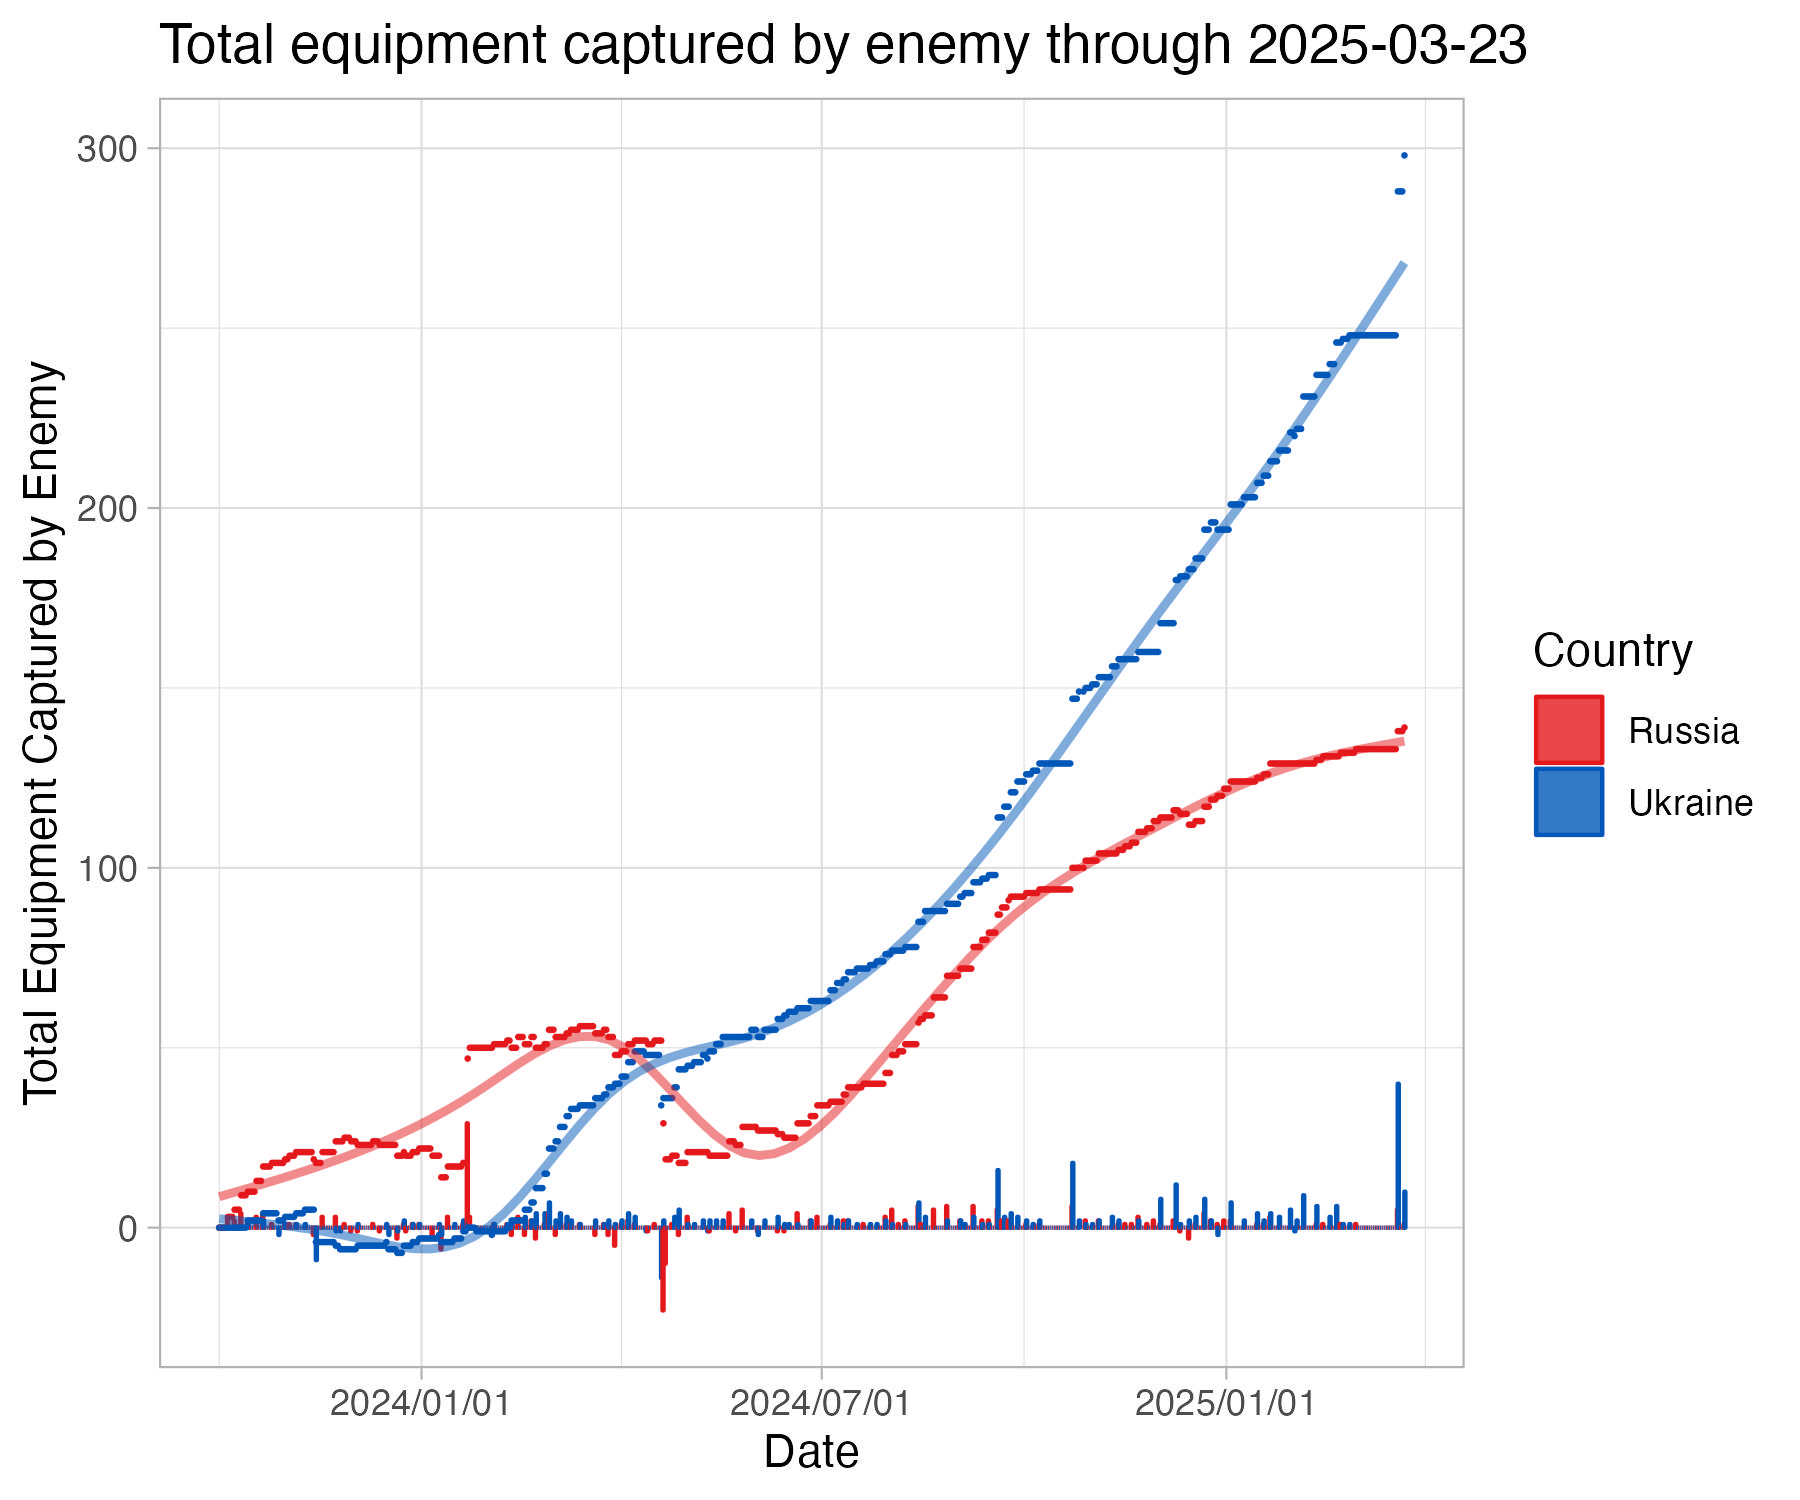 Total equipment captured by enemy through 2025-03-23
Total Equipment Captured by Enemy
300
200
100
0
2024/01/01
2024/07/01
2025/01/01
Date
Country
Russia
Ukraine